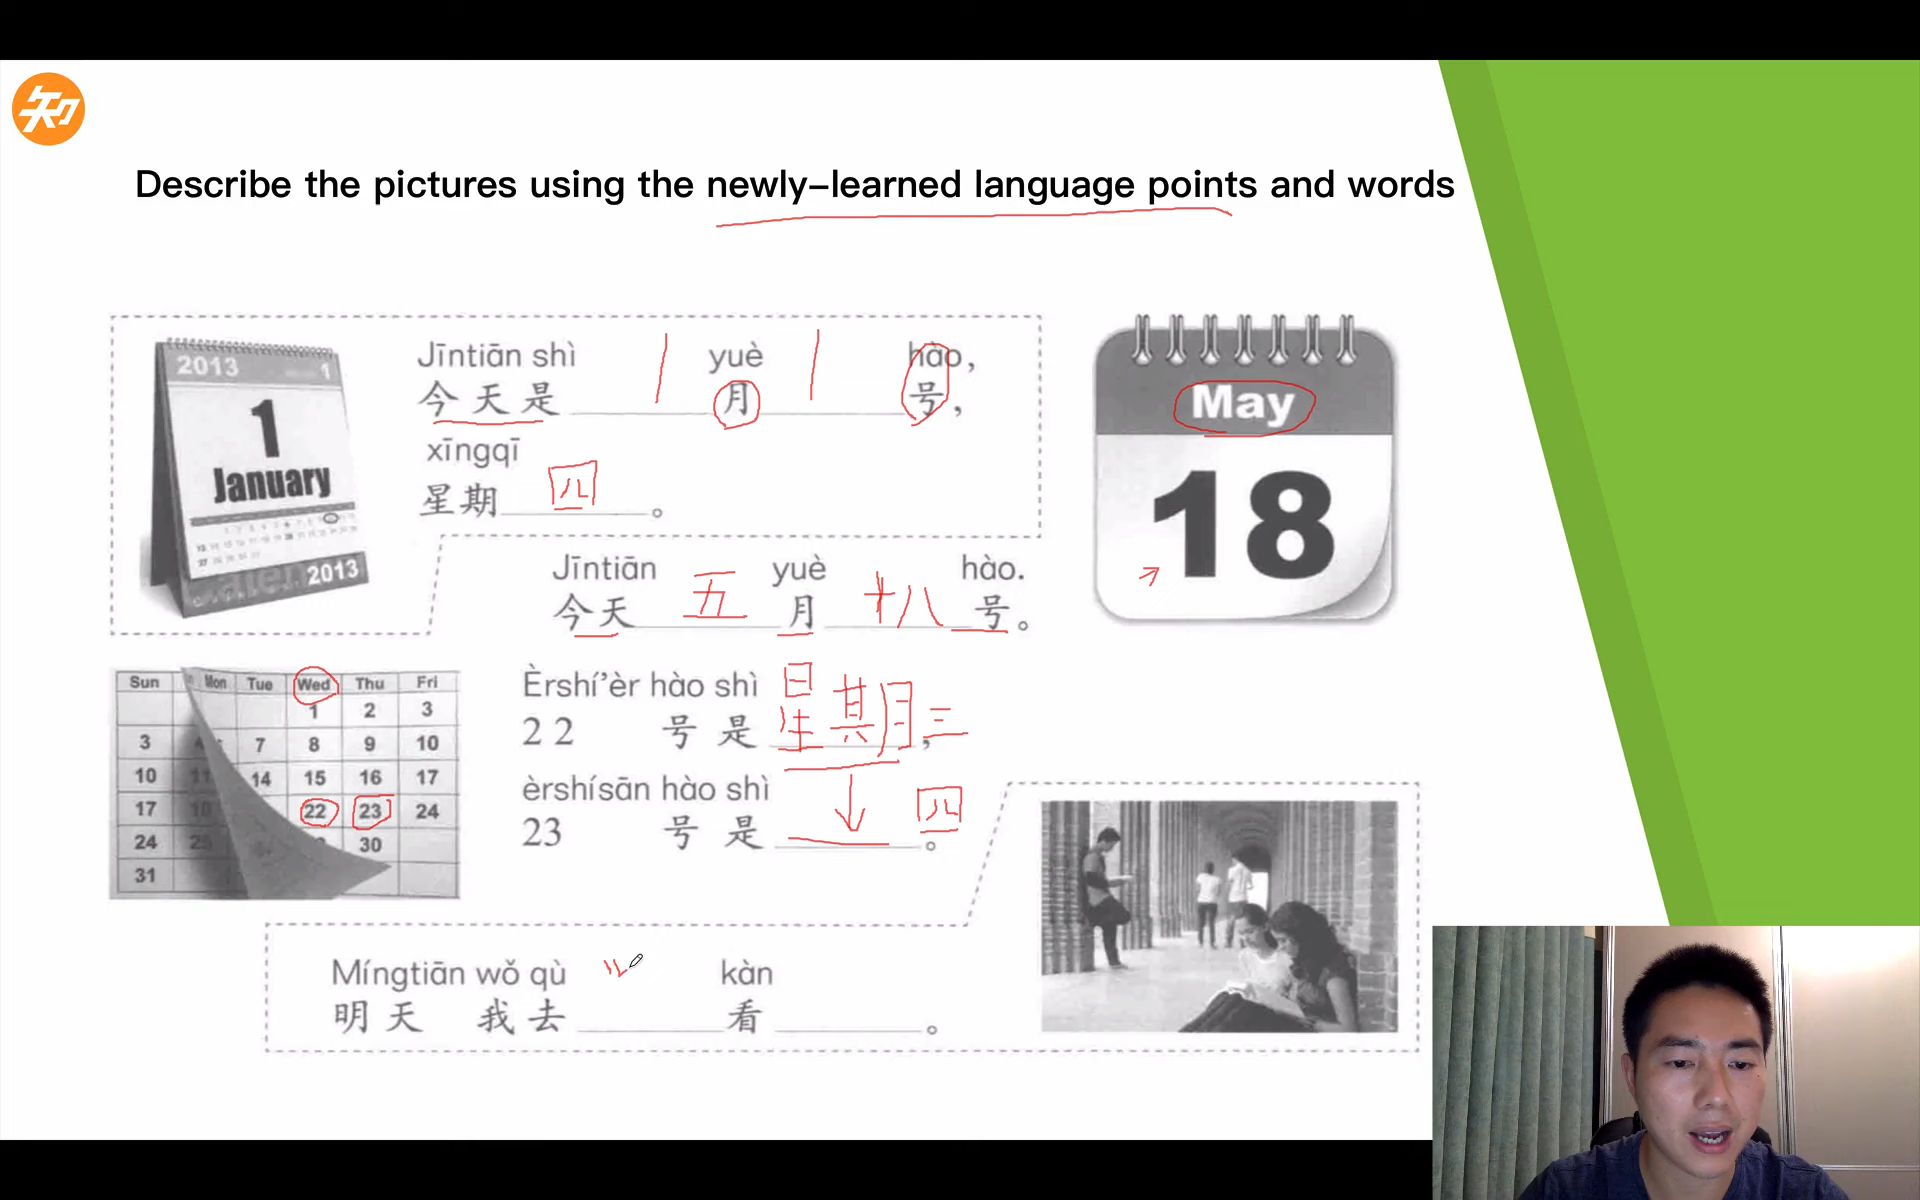 知
Describe the pictures using the newly-learned language points and words
2013 1
1
January
2013
Jīntiān shì 1 yuè 1 hào,
今天是 月 号,
xīngqī
星期 四 。
May
18
Jīntiān yuè hào.
今天 五 月 十八 号。
Sun Mon Tue Wed Thu Fri
1 2 3
3 7 8 9 10
10 11 14 15 16 17
17 22 23 24
24 25 30
31
Èrshí'èr hào shì
22 号 是 星期三,
èrshísān hào shì
23 号 是 四 。
Míngtiān wǒ qù kàn
明天 我去 看 。